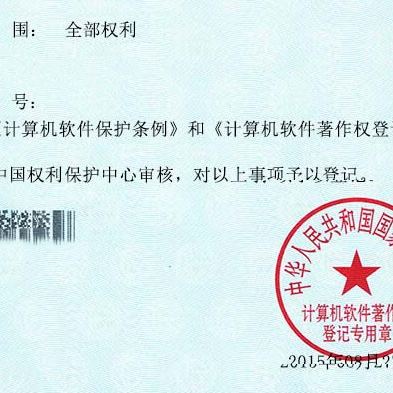 围： 全部权利
号：
计算机软件保护条例》和《计算机软件著作权登
中国权利保护中心审核，对以上事项予以登记。
中华人民共和国国家
计算机软件著作
登记专用章
2015年08月